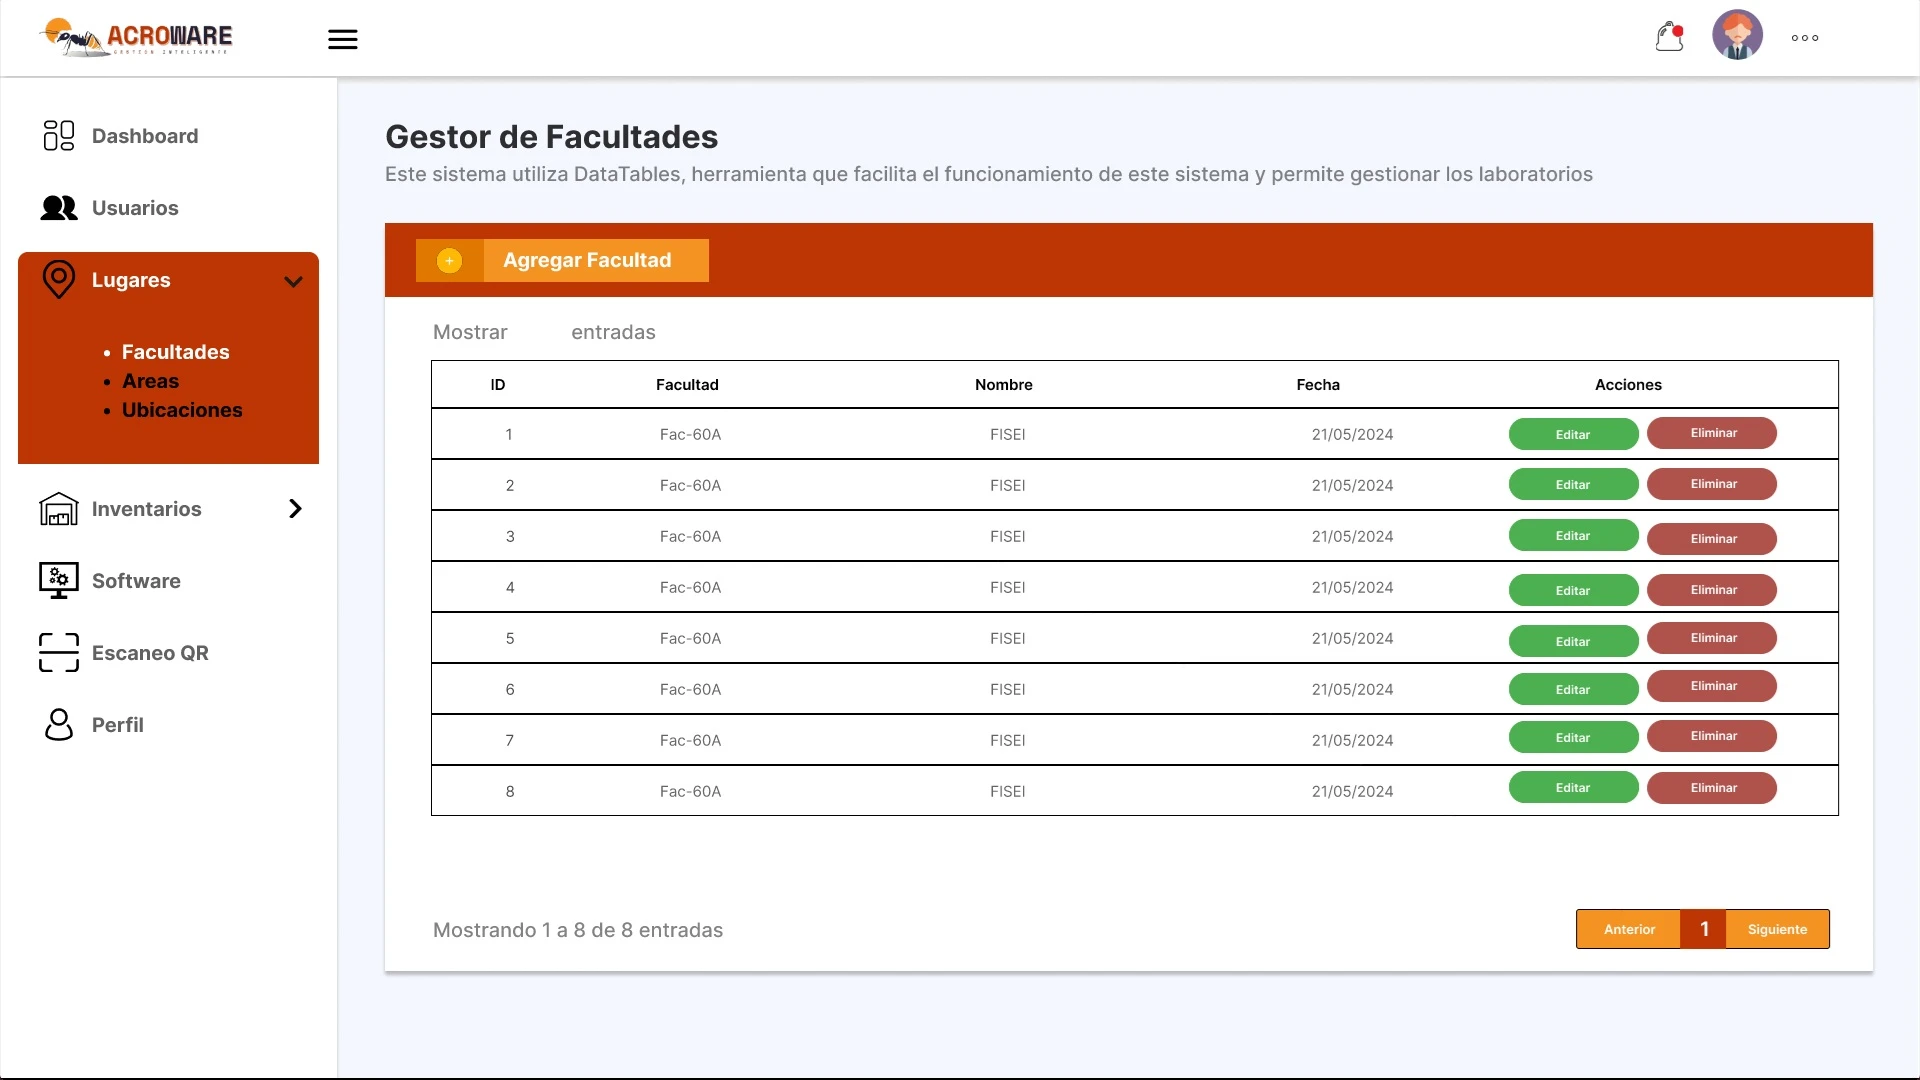 ACROWARE
GESTION INTELIGENTE
Dashboard
Usuarios
Lugares
Facultades
Areas
Ubicaciones
Inventarios
Software
Escaneo QR
Perfil
Gestor de Facultades
Este sistema utiliza DataTables, herramienta que facilita el funcionamiento de este sistema y permite gestionar los laboratorios
+ Agregar Facultad
Mostrar entradas
ID Facultad Nombre Fecha Acciones
1 Fac-60A FISEI 21/05/2024 Editar Eliminar
2 Fac-60A FISEI 21/05/2024 Editar Eliminar
3 Fac-60A FISEI 21/05/2024 Editar Eliminar
4 Fac-60A FISEI 21/05/2024 Editar Eliminar
5 Fac-60A FISEI 21/05/2024 Editar Eliminar
6 Fac-60A FISEI 21/05/2024 Editar Eliminar
7 Fac-60A FISEI 21/05/2024 Editar Eliminar
8 Fac-60A FISEI 21/05/2024 Editar Eliminar
Mostrando 1 a 8 de 8 entradas
Anterior 1 Siguiente